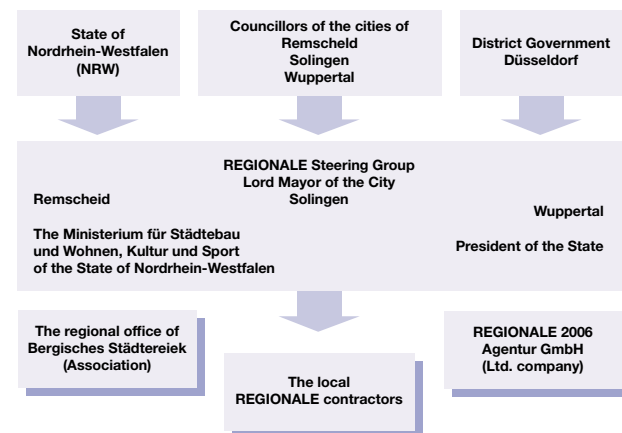 State of
Nordrhein-Westfalen
(NRW)
Councillors of the cities of
Remscheld
Solingen
Wuppertal
District Government
Düsseldorf
REGIONALE Steering Group
Lord Mayor of the City
Remscheid
Solingen
Wuppertal
The Ministerium für Städtebau
und Wohnen, Kultur und Sport
of the State of Nordrhein-Westfalen
President of the State
The regional office of
Bergisches Städtereiek
(Association)
The local
REGIONALE contractors
REGIONALE 2006
Agentur GmbH
(Ltd. company)